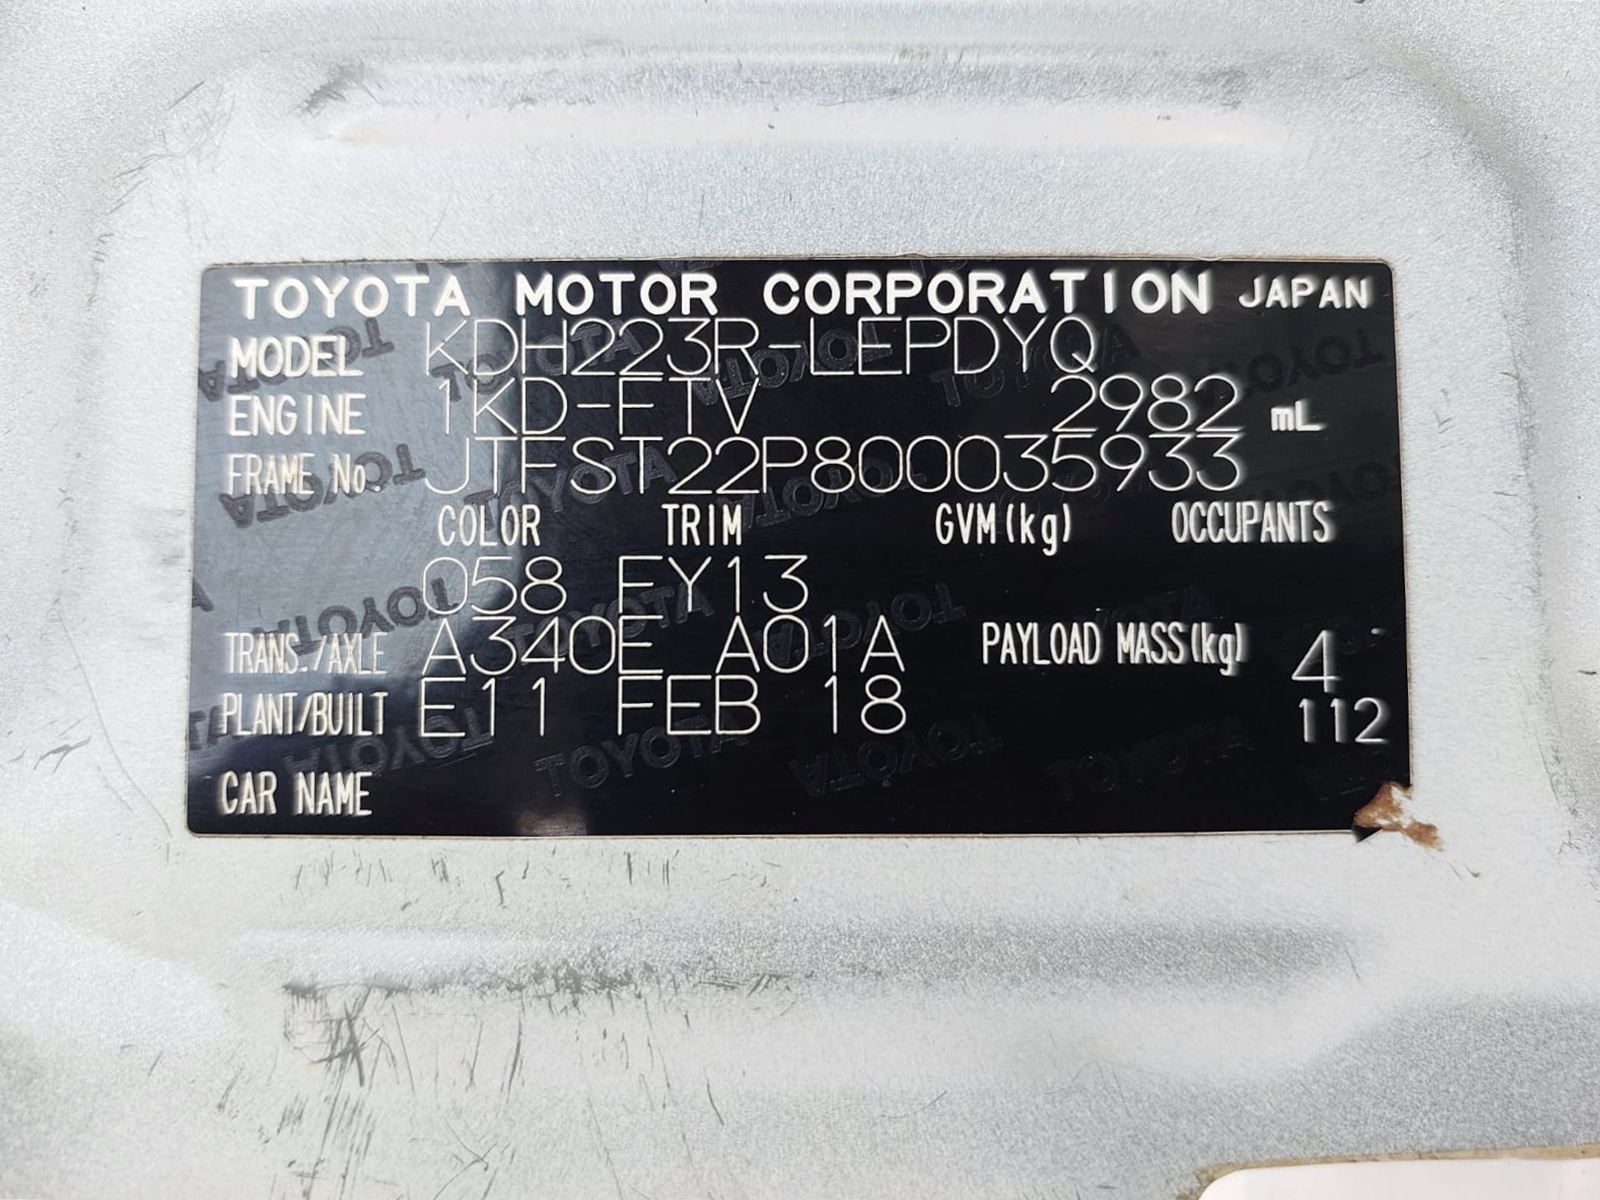 TOYOTA MOTOR CORPORATION JAPAN
MODEL KDH223R-LEPDYQ
ENGINE 1KD-FTV 2982 mL
FRAME No. JTFST22P800035933
COLOR TRIM GVM(kg) OCCUPANTS
058 FY13
TRANS./AXLE A340E A01A PAYLOAD MASS(kg) 4
PLANT/BUILT E11 FEB 18 112
CAR NAME